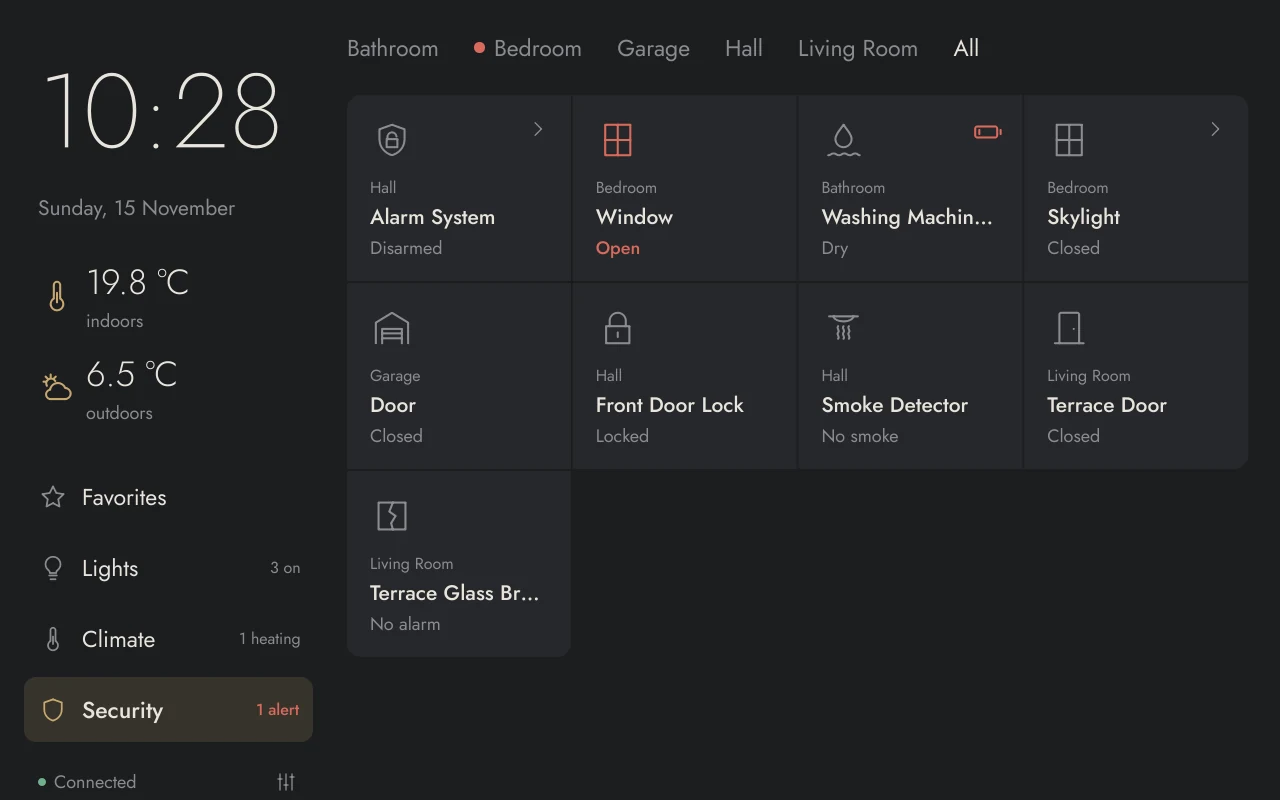 10:28
Sunday, 15 November
19.8 °C
indoors
6.5 °C
outdoors
Favorites
Lights 3 on
Climate 1 heating
Security 1 alert
Connected
Bathroom Bedroom Garage Hall Living Room All
Hall
Alarm System
Disarmed
Bedroom
Window
Open
Bathroom
Washing Machin...
Dry
Bedroom
Skylight
Closed
Garage
Door
Closed
Hall
Front Door Lock
Locked
Hall
Smoke Detector
No smoke
Living Room
Terrace Door
Closed
Living Room
Terrace Glass Br...
No alarm